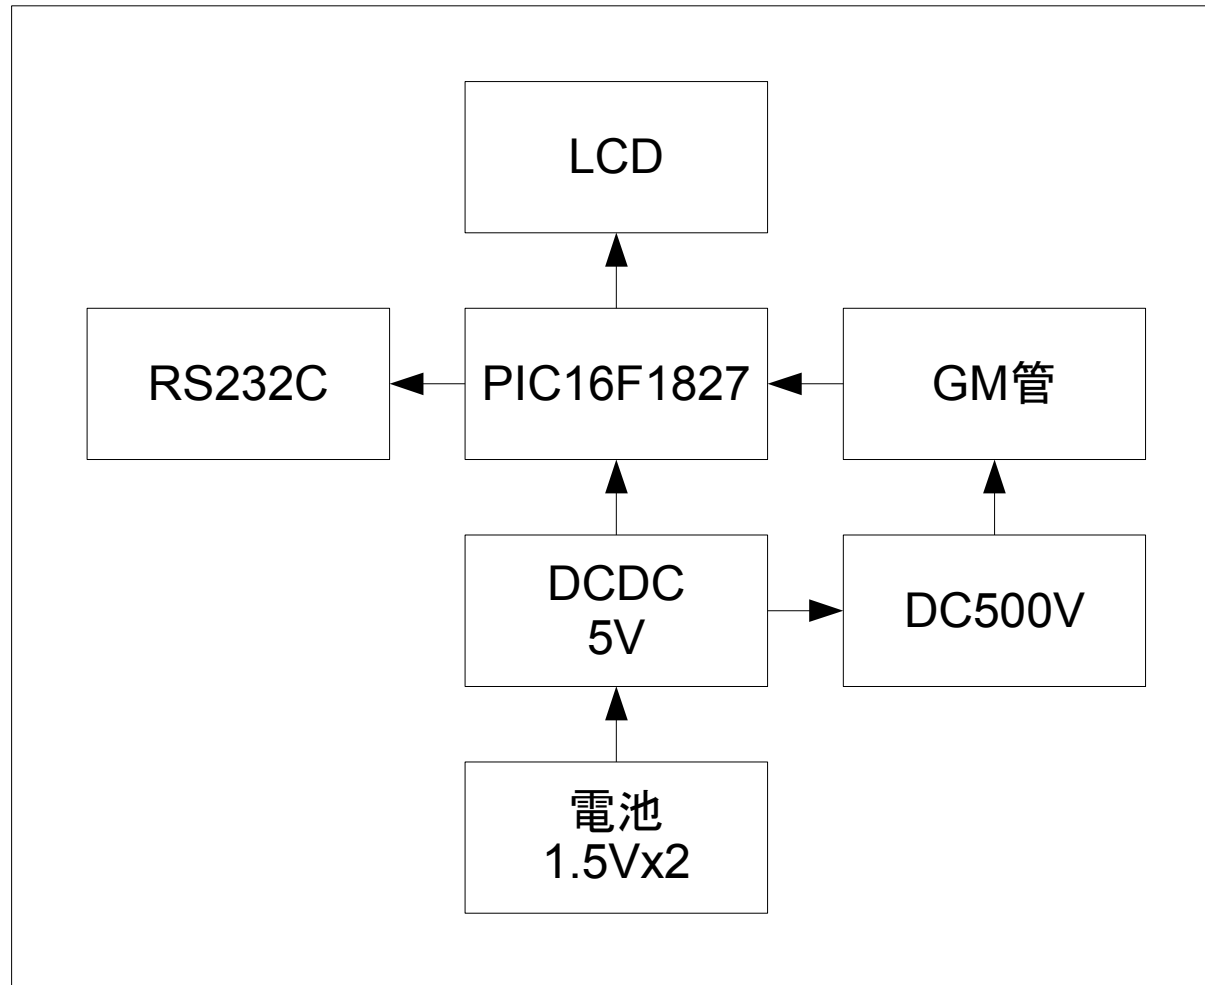 LCD
RS232C
PIC16F1827
GM管
DCDC
5V
DC500V
電池
1.5Vx2